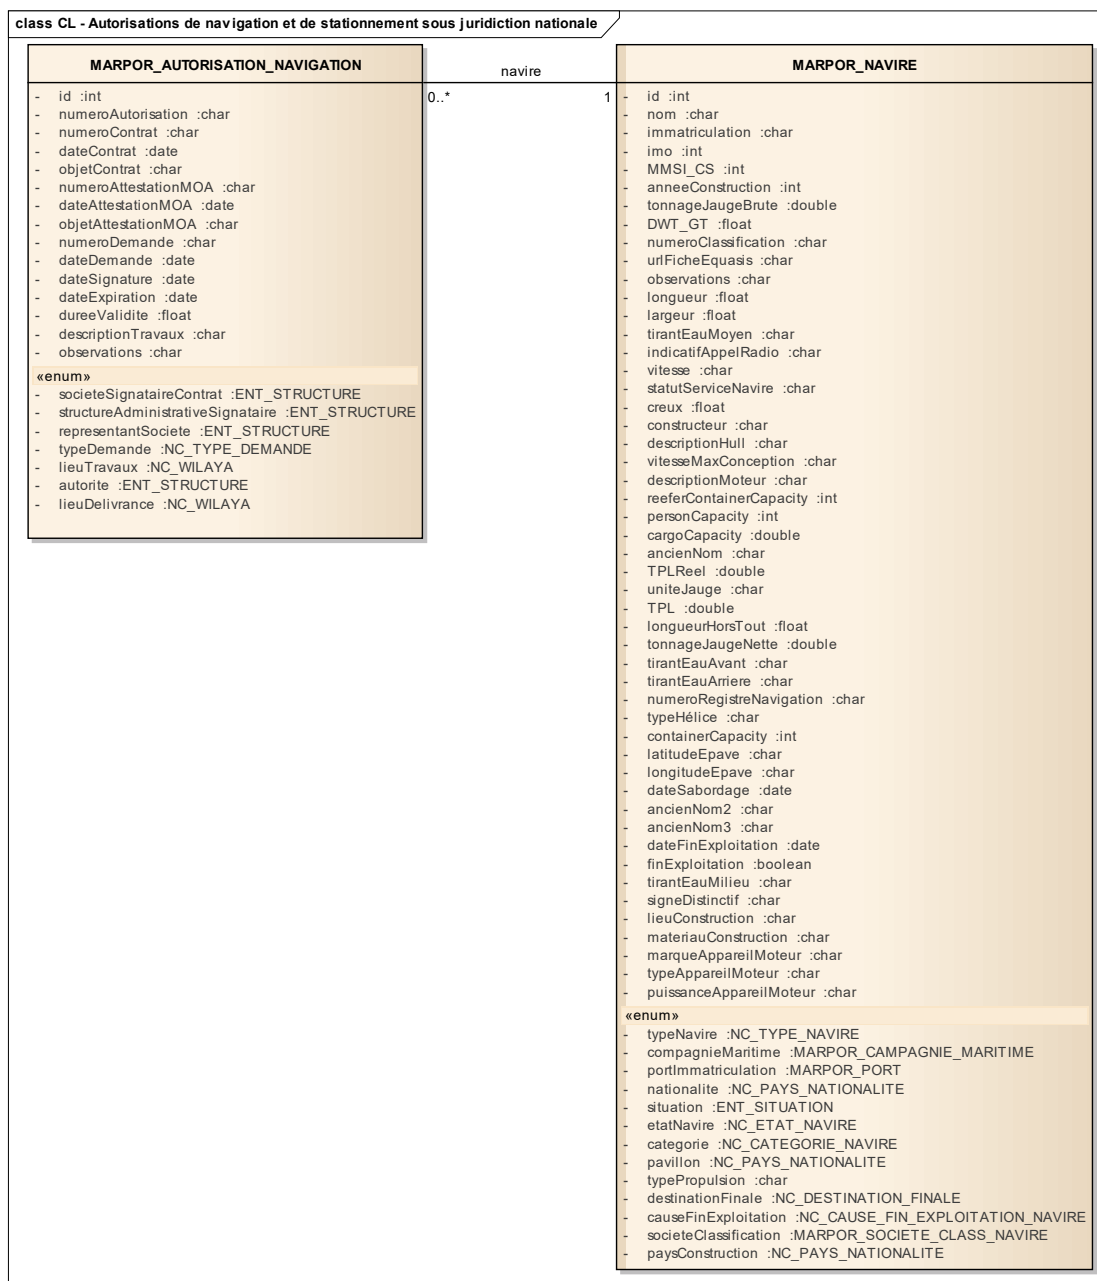 class CL - Autorisations de navigation et de stationnement sous juridiction nationale
MARPOR_AUTORISATION_NAVIGATION
- id :int
- numeroAutorisation :char
- numeroContrat :char
- dateContrat :date
- objetContrat :char
- numeroAttestationMOA :char
- dateAttestationMOA :date
- objetAttestationMOA :char
- numeroDemande :char
- dateDemande :date
- dateSignature :date
- dateExpiration :date
- dureeValidite :float
- descriptionTravaux :char
- observations :char
«enum»
- societeSignataireContrat :ENT_STRUCTURE
- structureAdministrativeSignataire :ENT_STRUCTURE
- representantSociete :ENT_STRUCTURE
- typeDemande :NC_TYPE_DEMANDE
- lieuTravaux :NC_WILAYA
- autorite :ENT_STRUCTURE
- lieuDelivrance :NC_WILAYA
navire
0..*
1
MARPOR_NAVIRE
- id :int
- nom :char
- immatriculation :char
- imo :int
- MMSI_CS :int
- anneeConstruction :int
- tonnageJaugeBrute :double
- DWT_GT :float
- numeroClassification :char
- urlFicheEquasis :char
- observations :char
- longueur :float
- largeur :float
- tirantEauMoyen :char
- indicatifAppelRadio :char
- vitesse :char
- statutServiceNavire :char
- creux :float
- constructeur :char
- descriptionHull :char
- vitesseMaxConception :char
- descriptionMoteur :char
- reeferContainerCapacity :int
- personCapacity :int
- cargoCapacity :double
- ancienNom :char
- TPLReel :double
- uniteJauge :char
- TPL :double
- longueurHorsTout :float
- tonnageJaugeNette :double
- tirantEauAvant :char
- tirantEauArriere :char
- numeroRegistreNavigation :char
- typeHélice :char
- containerCapacity :int
- latitudeEpave :char
- longitudeEpave :char
- dateSabordage :date
- ancienNom2 :char
- ancienNom3 :char
- dateFinExploitation :date
- finExploitation :boolean
- tirantEauMilieu :char
- signeDistinctif :char
- lieuConstruction :char
- materiauConstruction :char
- marqueAppareilMoteur :char
- typeAppareilMoteur :char
- puissanceAppareilMoteur :char
«enum»
- typeNavire :NC_TYPE_NAVIRE
- compagnieMaritime :MARPOR_CAMPAGNIE_MARITIME
- portImmatriculation :MARPOR_PORT
- nationalite :NC_PAYS_NATIONALITE
- situation :ENT_SITUATION
- etatNavire :NC_ETAT_NAVIRE
- categorie :NC_CATEGORIE_NAVIRE
- pavillon :NC_PAYS_NATIONALITE
- typePropulsion :char
- destinationFinale :NC_DESTINATION_FINALE
- causeFinExploitation :NC_CAUSE_FIN_EXPLOITATION_NAVIRE
- societeClassification :MARPOR_SOCIETE_CLASS_NAVIRE
- paysConstruction :NC_PAYS_NATIONALITE